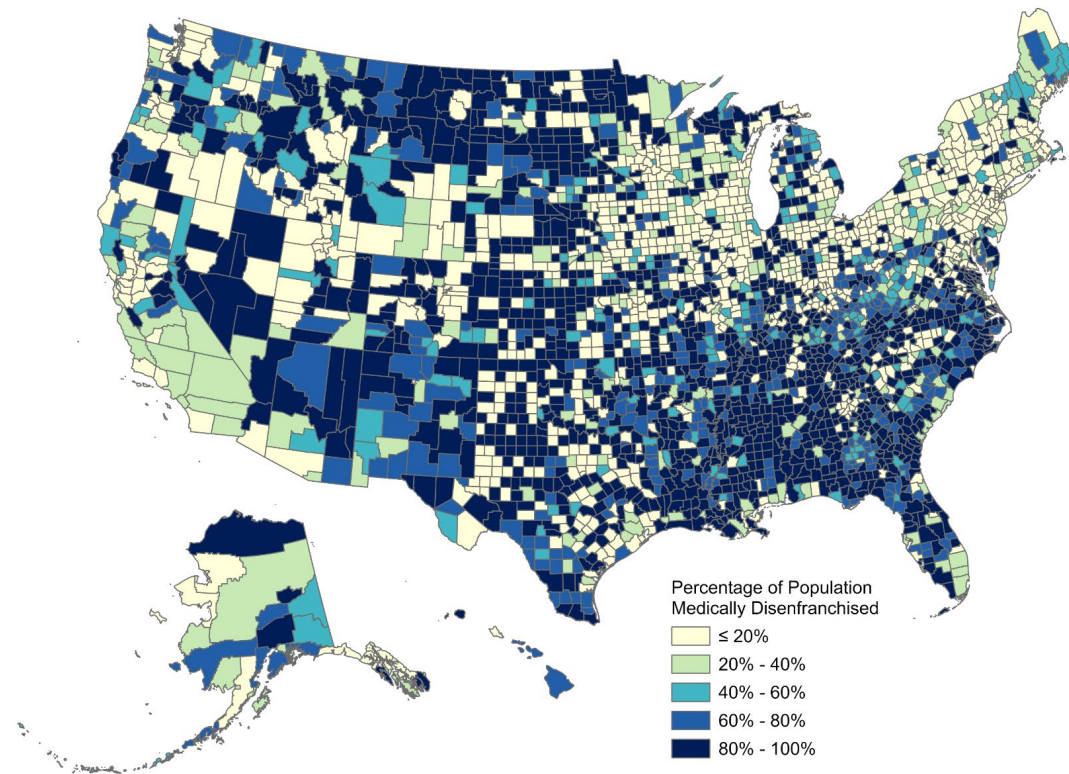 Percentage of Population
Medically Disenfranchised
≤ 20%
20% - 40%
40% - 60%
60% - 80%
80% - 100%